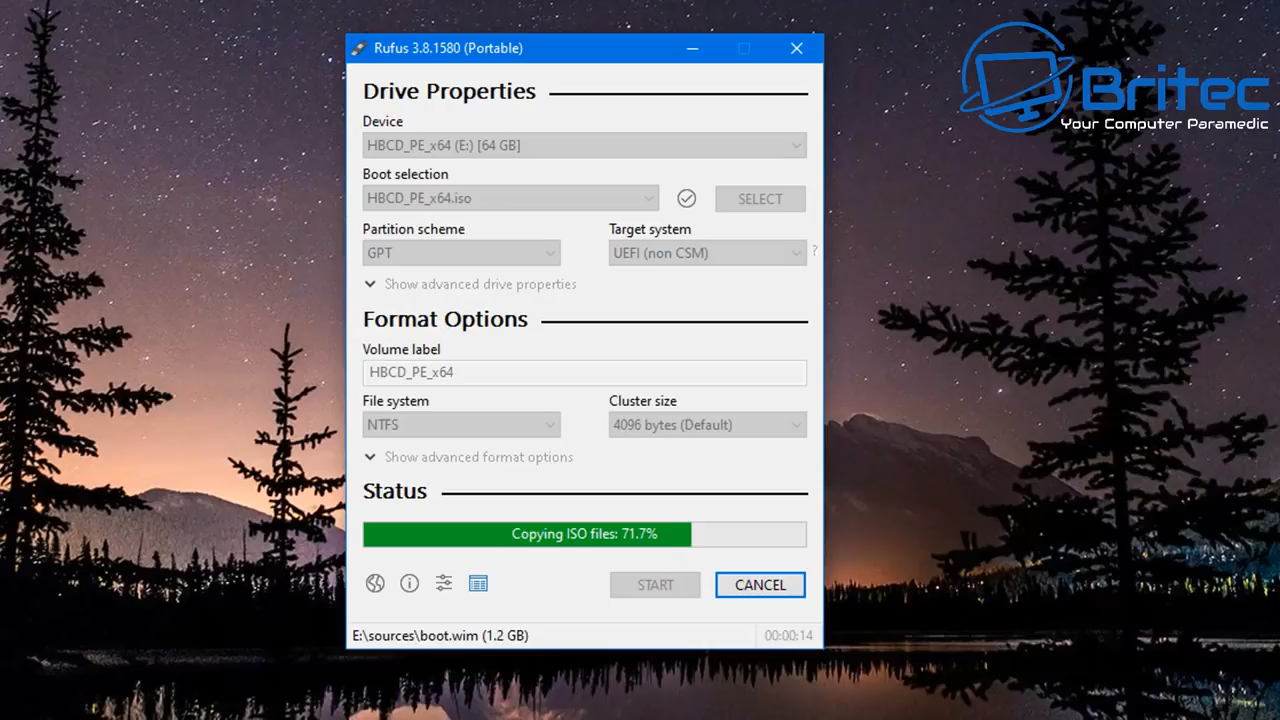 Rufus 3.8.1580 (Portable)
Britec
Your Computer Paramedic
Drive Properties
Device
HBCD_PE_x64 (E:) [64 GB]
Boot selection
HBCD_PE_x64.iso
SELECT
Partition scheme
Target system
GPT
UEFI (non CSM)
?
Show advanced drive properties
Format Options
Volume label
HBCD_PE_x64
File system
Cluster size
NTFS
4096 bytes (Default)
Show advanced format options
Status
Copying ISO files: 71.7%
START
CANCEL
E:\sources\boot.wim (1.2 GB)
00:00:14